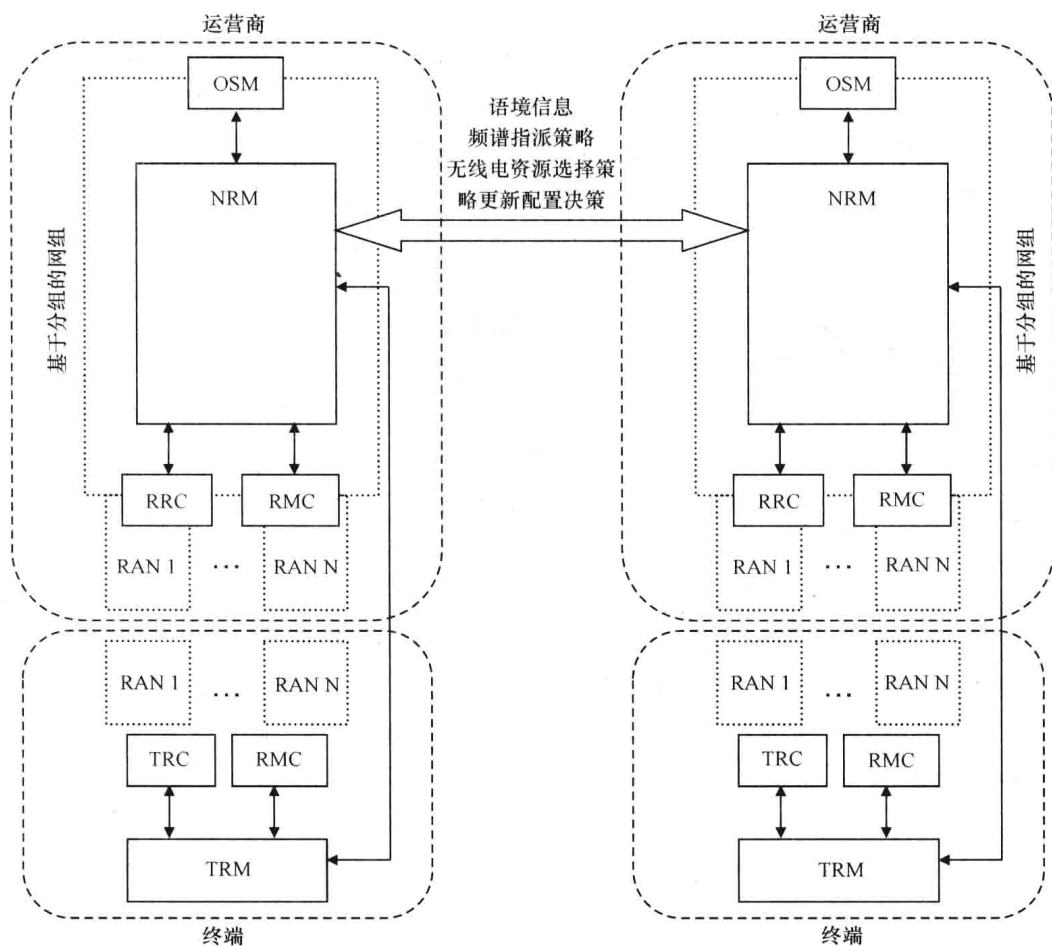 运营商
运营商
OSM
OSM
语境信息
频谱指派策略
无线电资源选择策
略更新配置决策
NRM
NRM
基于分组的网组
基于分组的网组
RRC
RMC
RRC
RMC
RAN 1
...
RAN N
RAN 1
...
RAN N
RAN 1
...
RAN N
RAN 1
...
RAN N
TRC
RMC
TRC
RMC
TRM
TRM
终端
终端